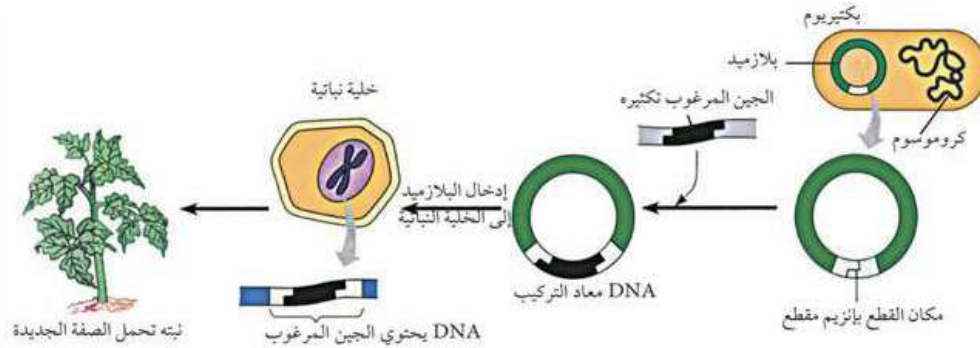 بكتيريوم
بلازميد
كروموسوم
الجين المرغوب تكثيره
خلية نباتية
إدخال البلازميد
إلى الخلية النباتية
مكان القطع بإنزيم مقطع
DNA معاد التركيب
DNA يحتوي الجين المرغوب
نبته تحمل الصفة الجديدة